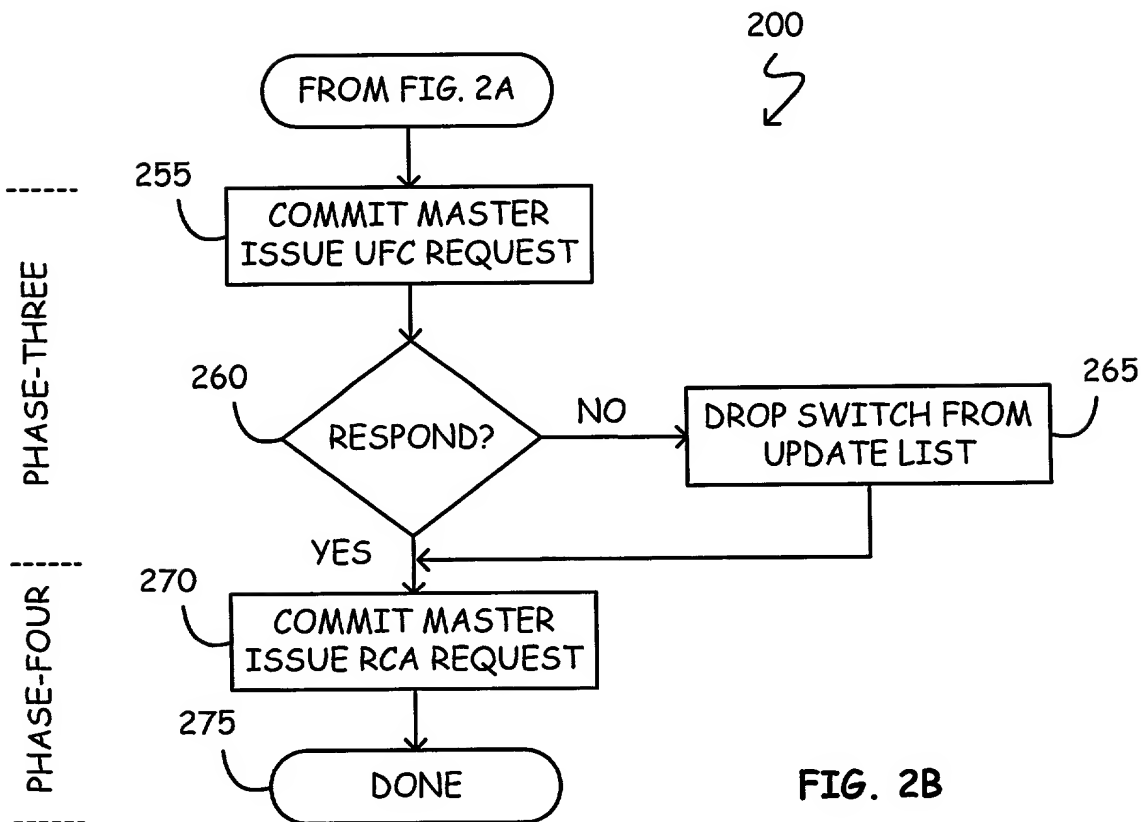 200
FROM FIG. 2A
255
COMMIT MASTER
ISSUE UFC REQUEST
PHASE-THREE
260
RESPOND?
NO
265
DROP SWITCH FROM
UPDATE LIST
YES
270
COMMIT MASTER
ISSUE RCA REQUEST
PHASE-FOUR
275
DONE
FIG. 2B